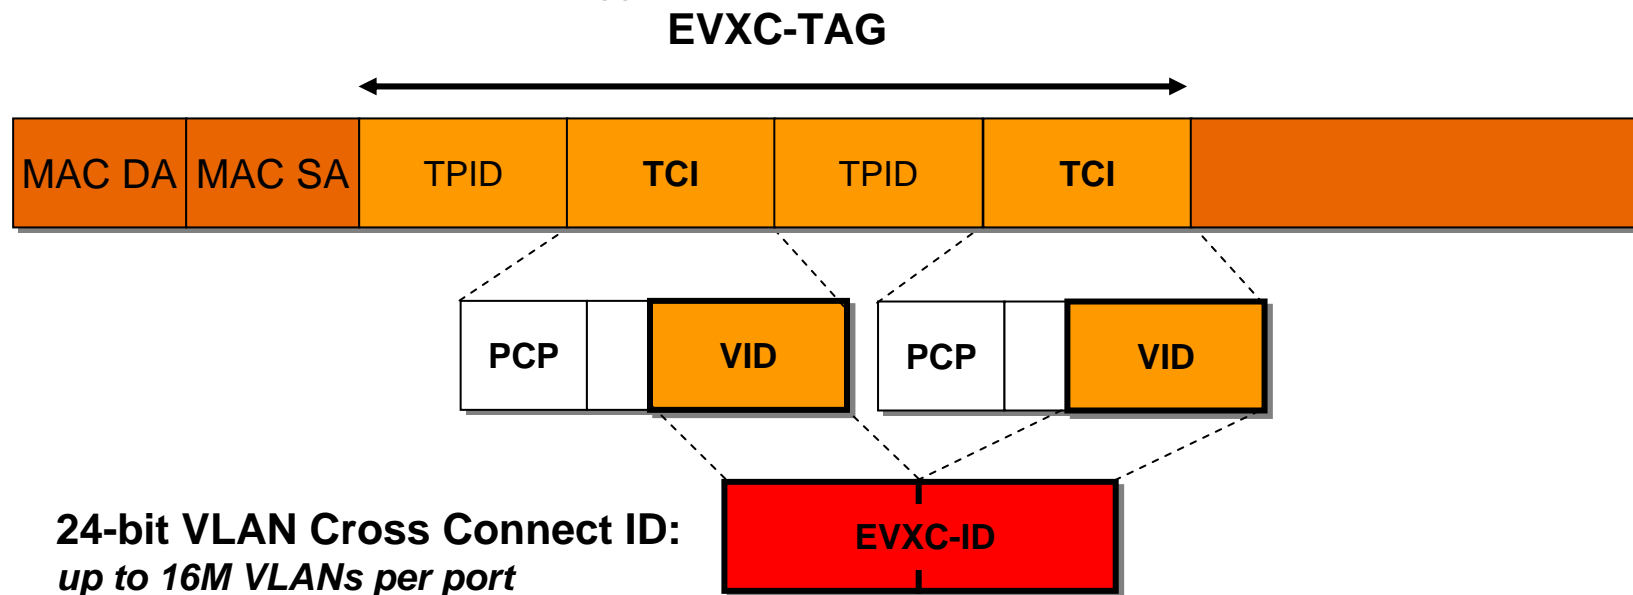 EVXC-TAG
MAC DA MAC SA TPID TCI TPID TCI
PCP VID PCP VID
EVXC-ID
24-bit VLAN Cross Connect ID:
up to 16M VLANs per port